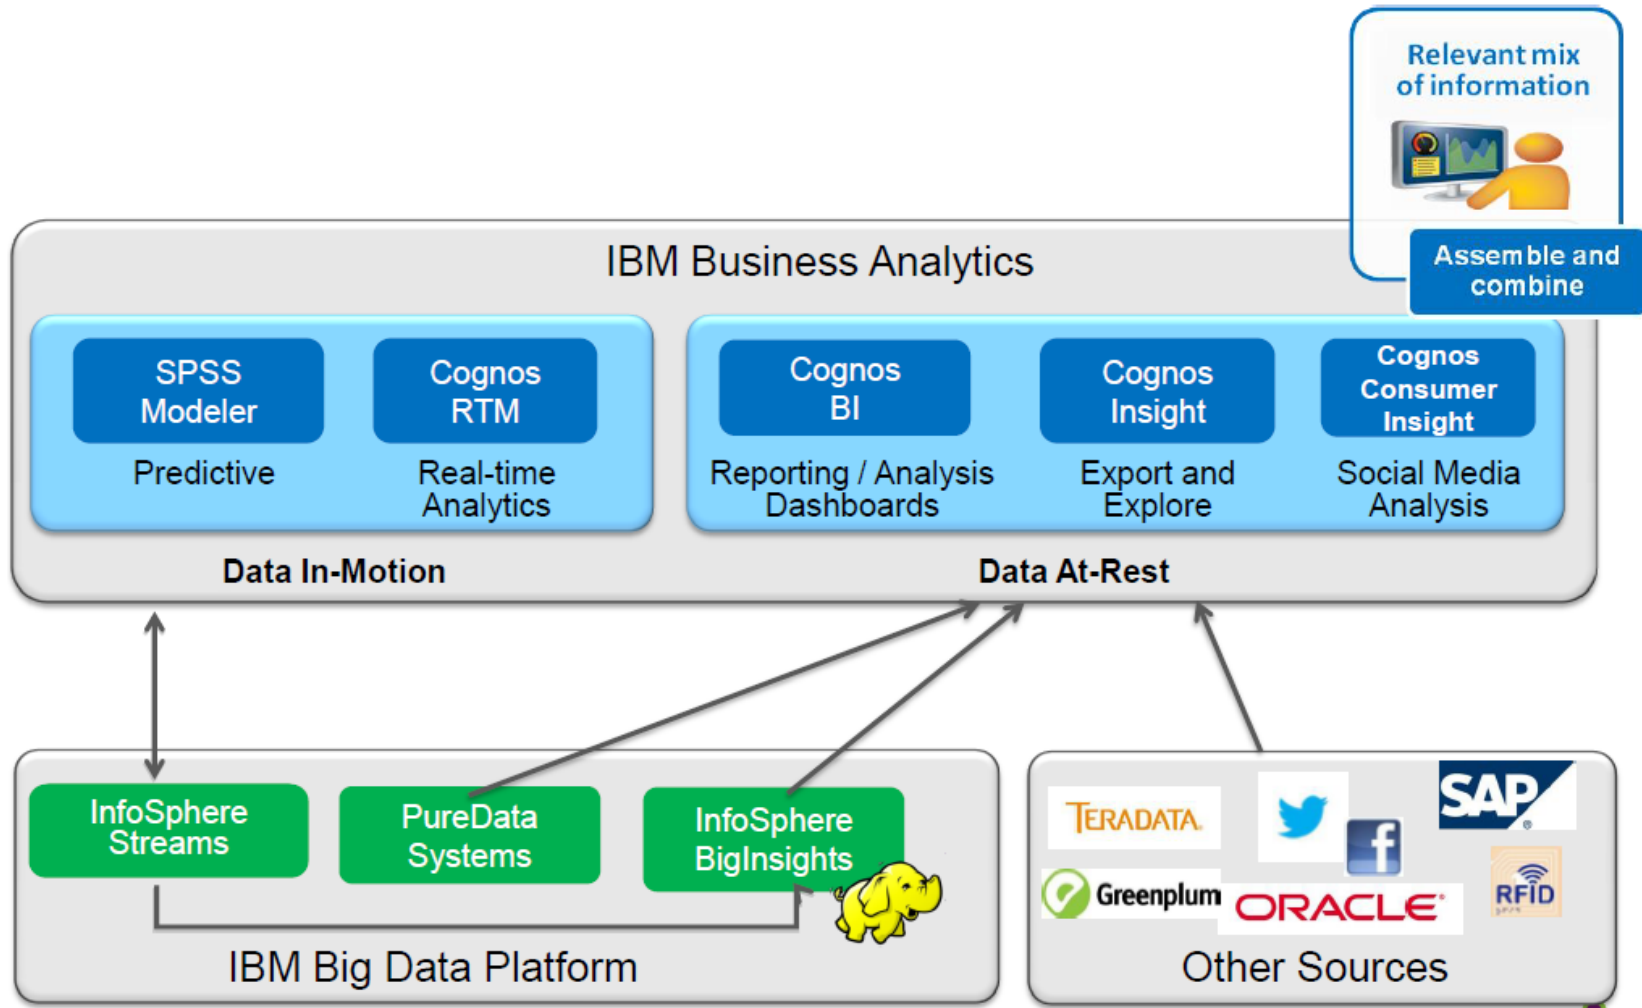 Relevant mix
of information
Assemble and
combine
IBM Business Analytics
SPSS
Modeler
Predictive
Cognos
RTM
Real-time
Analytics
Cognos
BI
Reporting / Analysis
Dashboards
Cognos
Insight
Export and
Explore
Cognos
Consumer
Insight
Social Media
Analysis
Data In-Motion
Data At-Rest
InfoSphere
Streams
PureData
Systems
InfoSphere
BigInsights
IBM Big Data Platform
TERADATA.
SAP®
f
Greenplum
ORACLE®
RFID
Other Sources